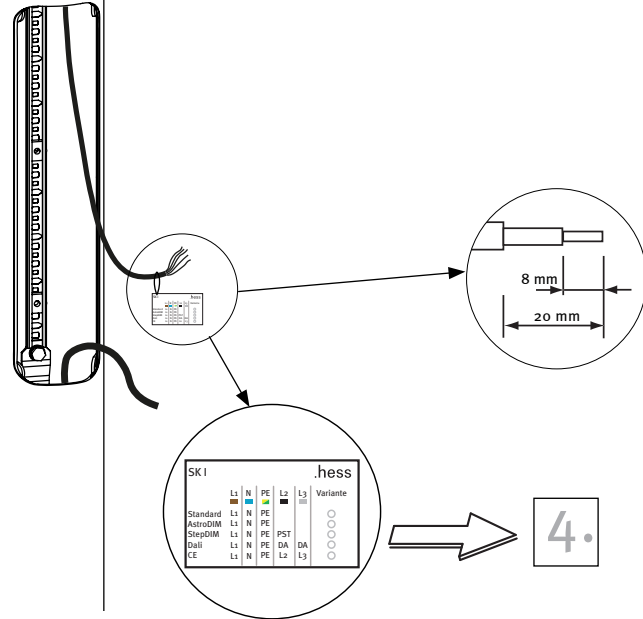 8 mm
20 mm
SK I .hess
L1 N PE L2 L3 Variante
Standard L1 N PE
AstroDIM L1 N PE
StepDIM L1 N PE PST
Dali L1 N PE DA DA
CE L1 N PE L2 L3
4.
hess